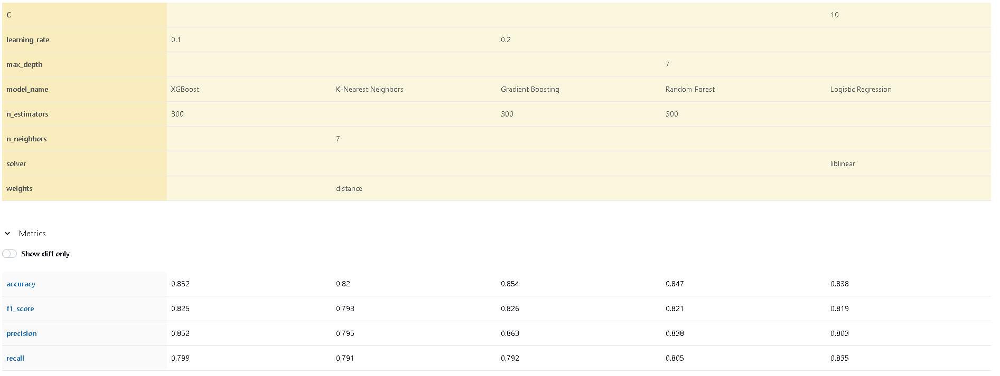 C 10
learning_rate 0.1 0.2
max_depth 7
model_name XGBoost K-Nearest Neighbors Gradient Boosting Random Forest Logistic Regression
n_estimators 300 300 300
n_neighbors 7
solver liblinear
weights distance
Metrics
Show diff only
accuracy 0.852 0.82 0.854 0.847 0.838
f1_score 0.825 0.793 0.826 0.821 0.819
precision 0.852 0.795 0.863 0.838 0.803
recall 0.799 0.791 0.792 0.805 0.835